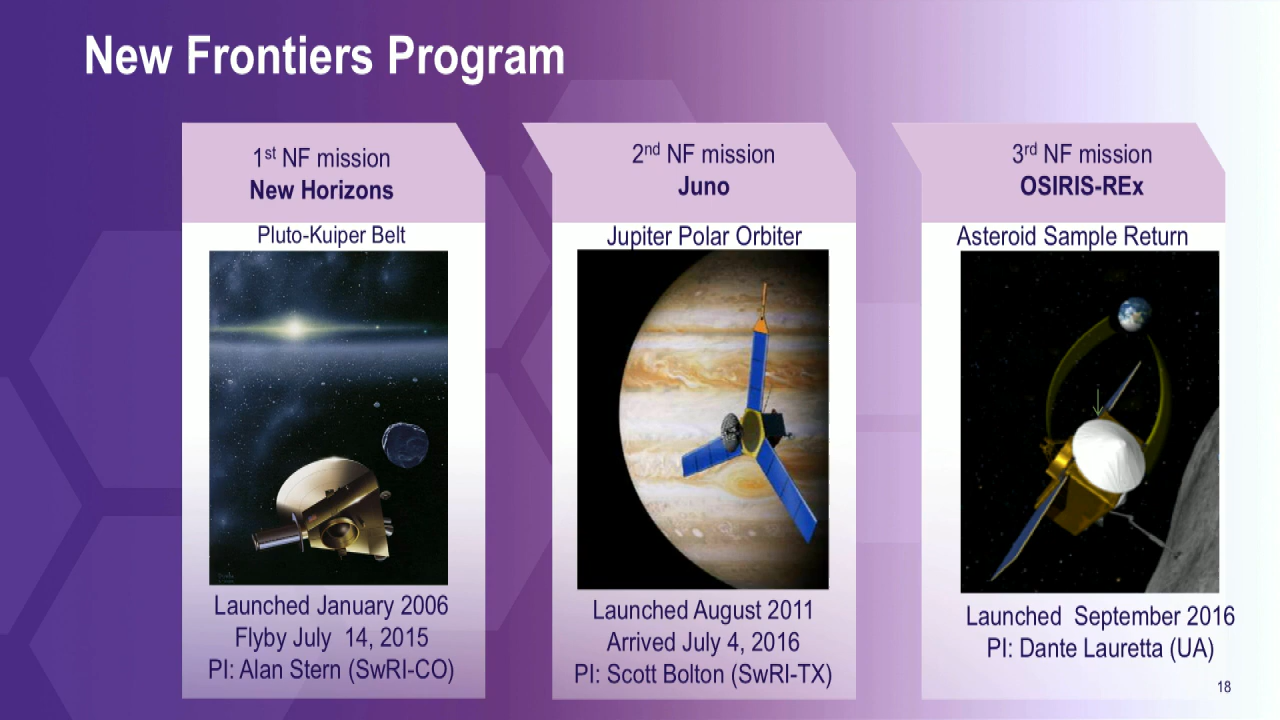 New Frontiers Program
1st NF mission
New Horizons
Pluto-Kuiper Belt
Launched January 2006
Flyby July 14, 2015
PI: Alan Stern (SwRI-CO)
2nd NF mission
Juno
Jupiter Polar Orbiter
Launched August 2011
Arrived July 4, 2016
PI: Scott Bolton (SwRI-TX)
3rd NF mission
OSIRIS-REx
Asteroid Sample Return
Launched September 2016
PI: Dante Lauretta (UA)
18